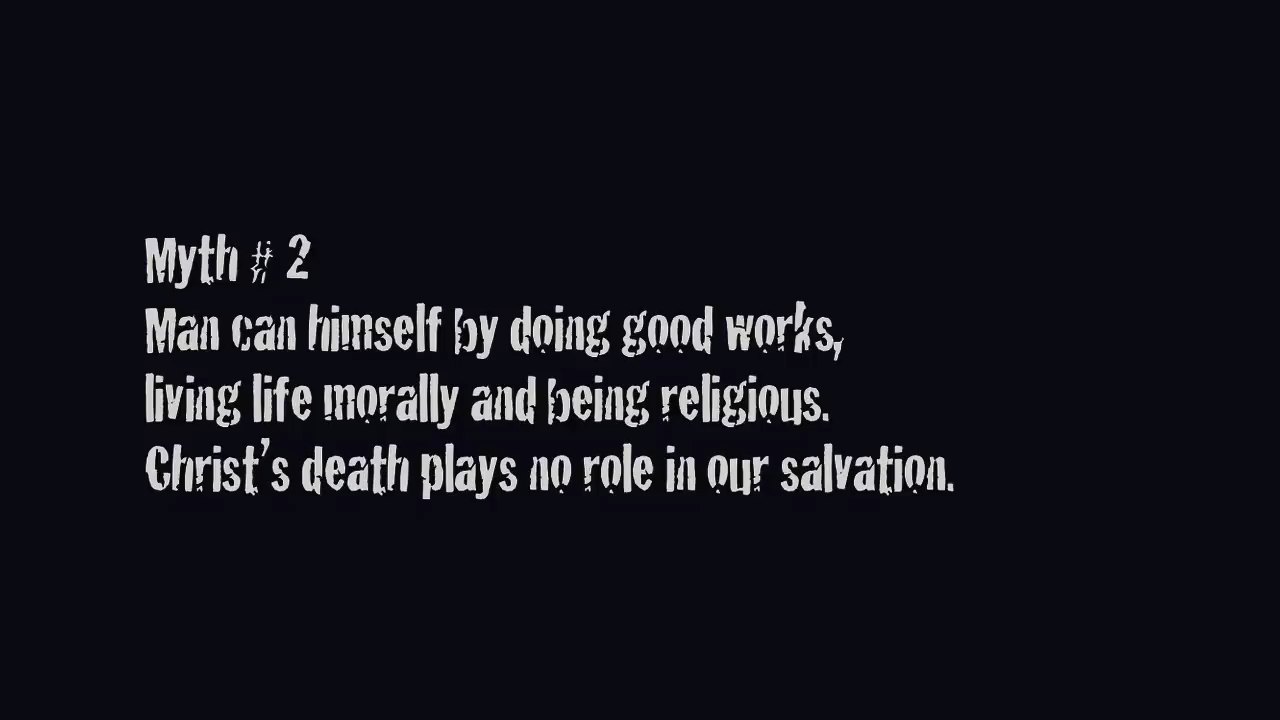 Myth # 2
Man can himself by doing good works,
living life morally and being religious.
Christ's death plays no role in our salvation.